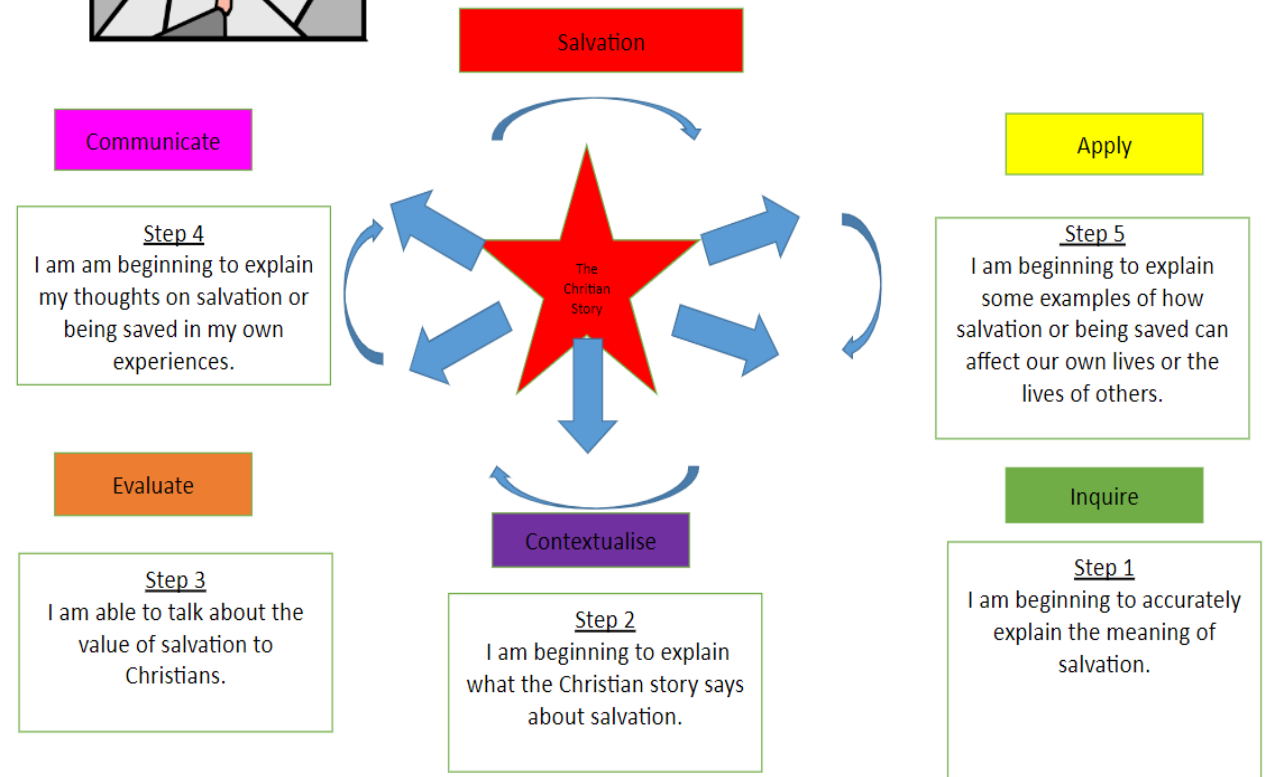 Salvation
Communicate
Apply
Step 4
I am am beginning to explain
my thoughts on salvation or
being saved in my own
experiences.
The
Chritian
Story
Step 5
I am beginning to explain
some examples of how
salvation or being saved can
affect our own lives or the
lives of others.
Evaluate
Step 3
I am able to talk about the
value of salvation to
Christians.
Contextualise
Step 2
I am beginning to explain
what the Christian story says
about salvation.
Inquire
Step 1
I am beginning to accurately
explain the meaning of
salvation.